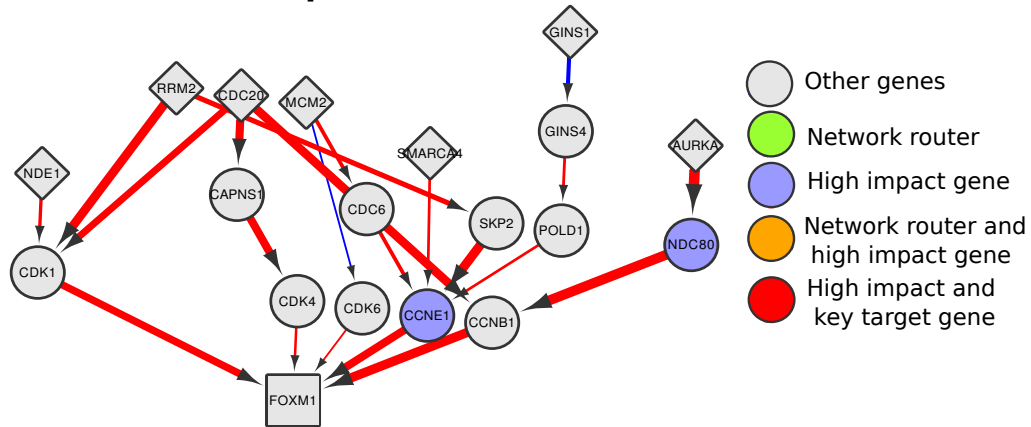 GINS1
RRM2
CDC20
MCM2
GINS4
SMARCA4
AURKA
NDE1
CAPNS1
CDC6
SKP2
POLD1
NDC80
CDK1
CDK4
CDK6
CCNE1
CCNB1
FOXM1
Other genes
Network router
High impact gene
Network router and
high impact gene
High impact and
key target gene